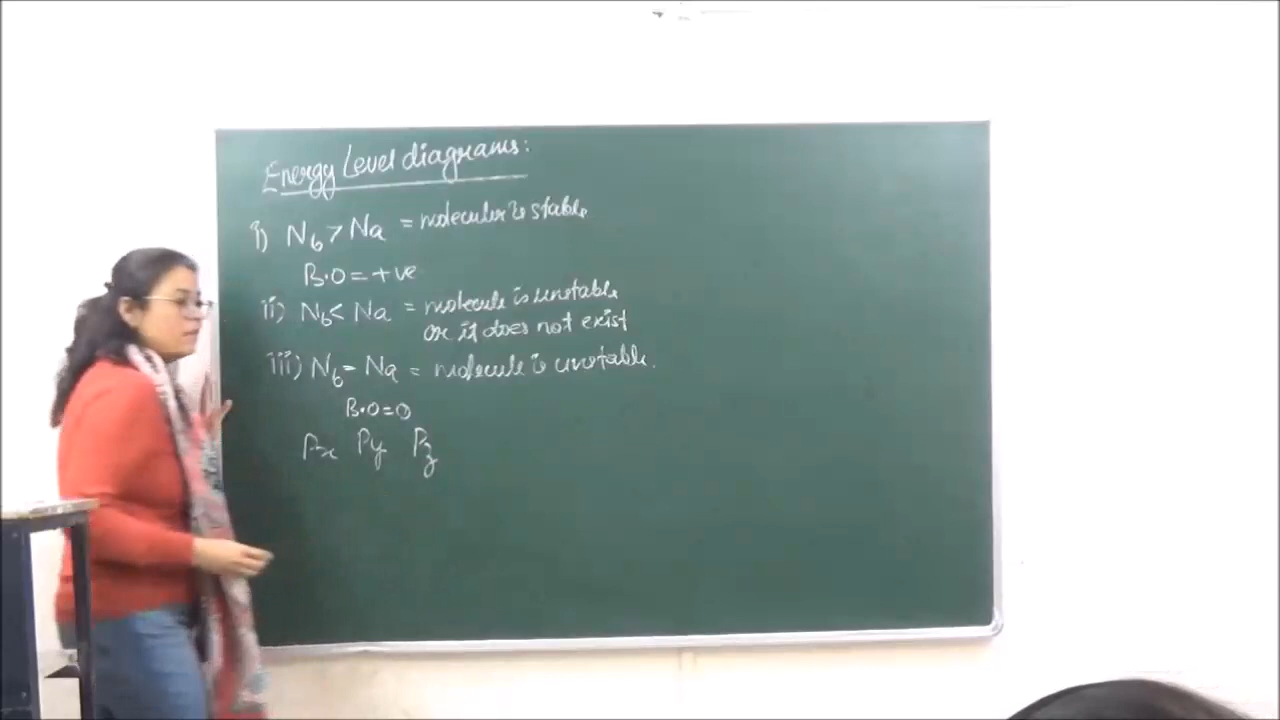 Energy Level diagrams:
i) Nb > Na = molecule is stable
B.O = +ve
ii) Nb < Na = molecule is unstable
or it does not exist
iii) Nb = Na = molecule is unstable.
B.O = 0
Px Py Pz